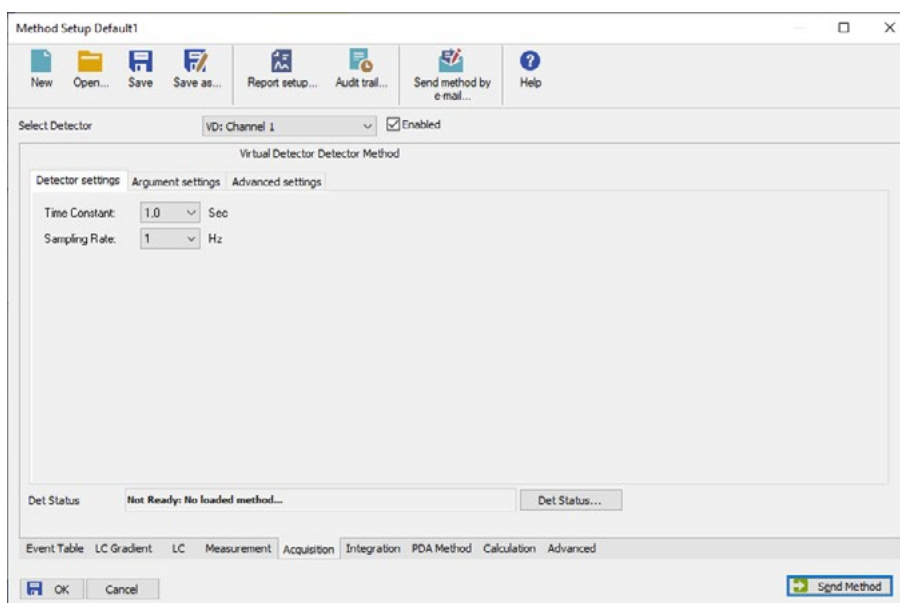 Method Setup Default1
New Open... Save Save as... Report setup... Audit trail... Send method by e-mail... Help
Select Detector VD: Channel 1 Enabled
Virtual Detector Detector Method
Detector settings Argument settings Advanced settings
Time Constant: 1.0 Sec
Sampling Rate: 1 Hz
Det Status Not Ready: No loaded method... Det Status...
Event Table LC Gradient LC Measurement Acquisition Integration PDA Method Calculation Advanced
OK Cancel Send Method